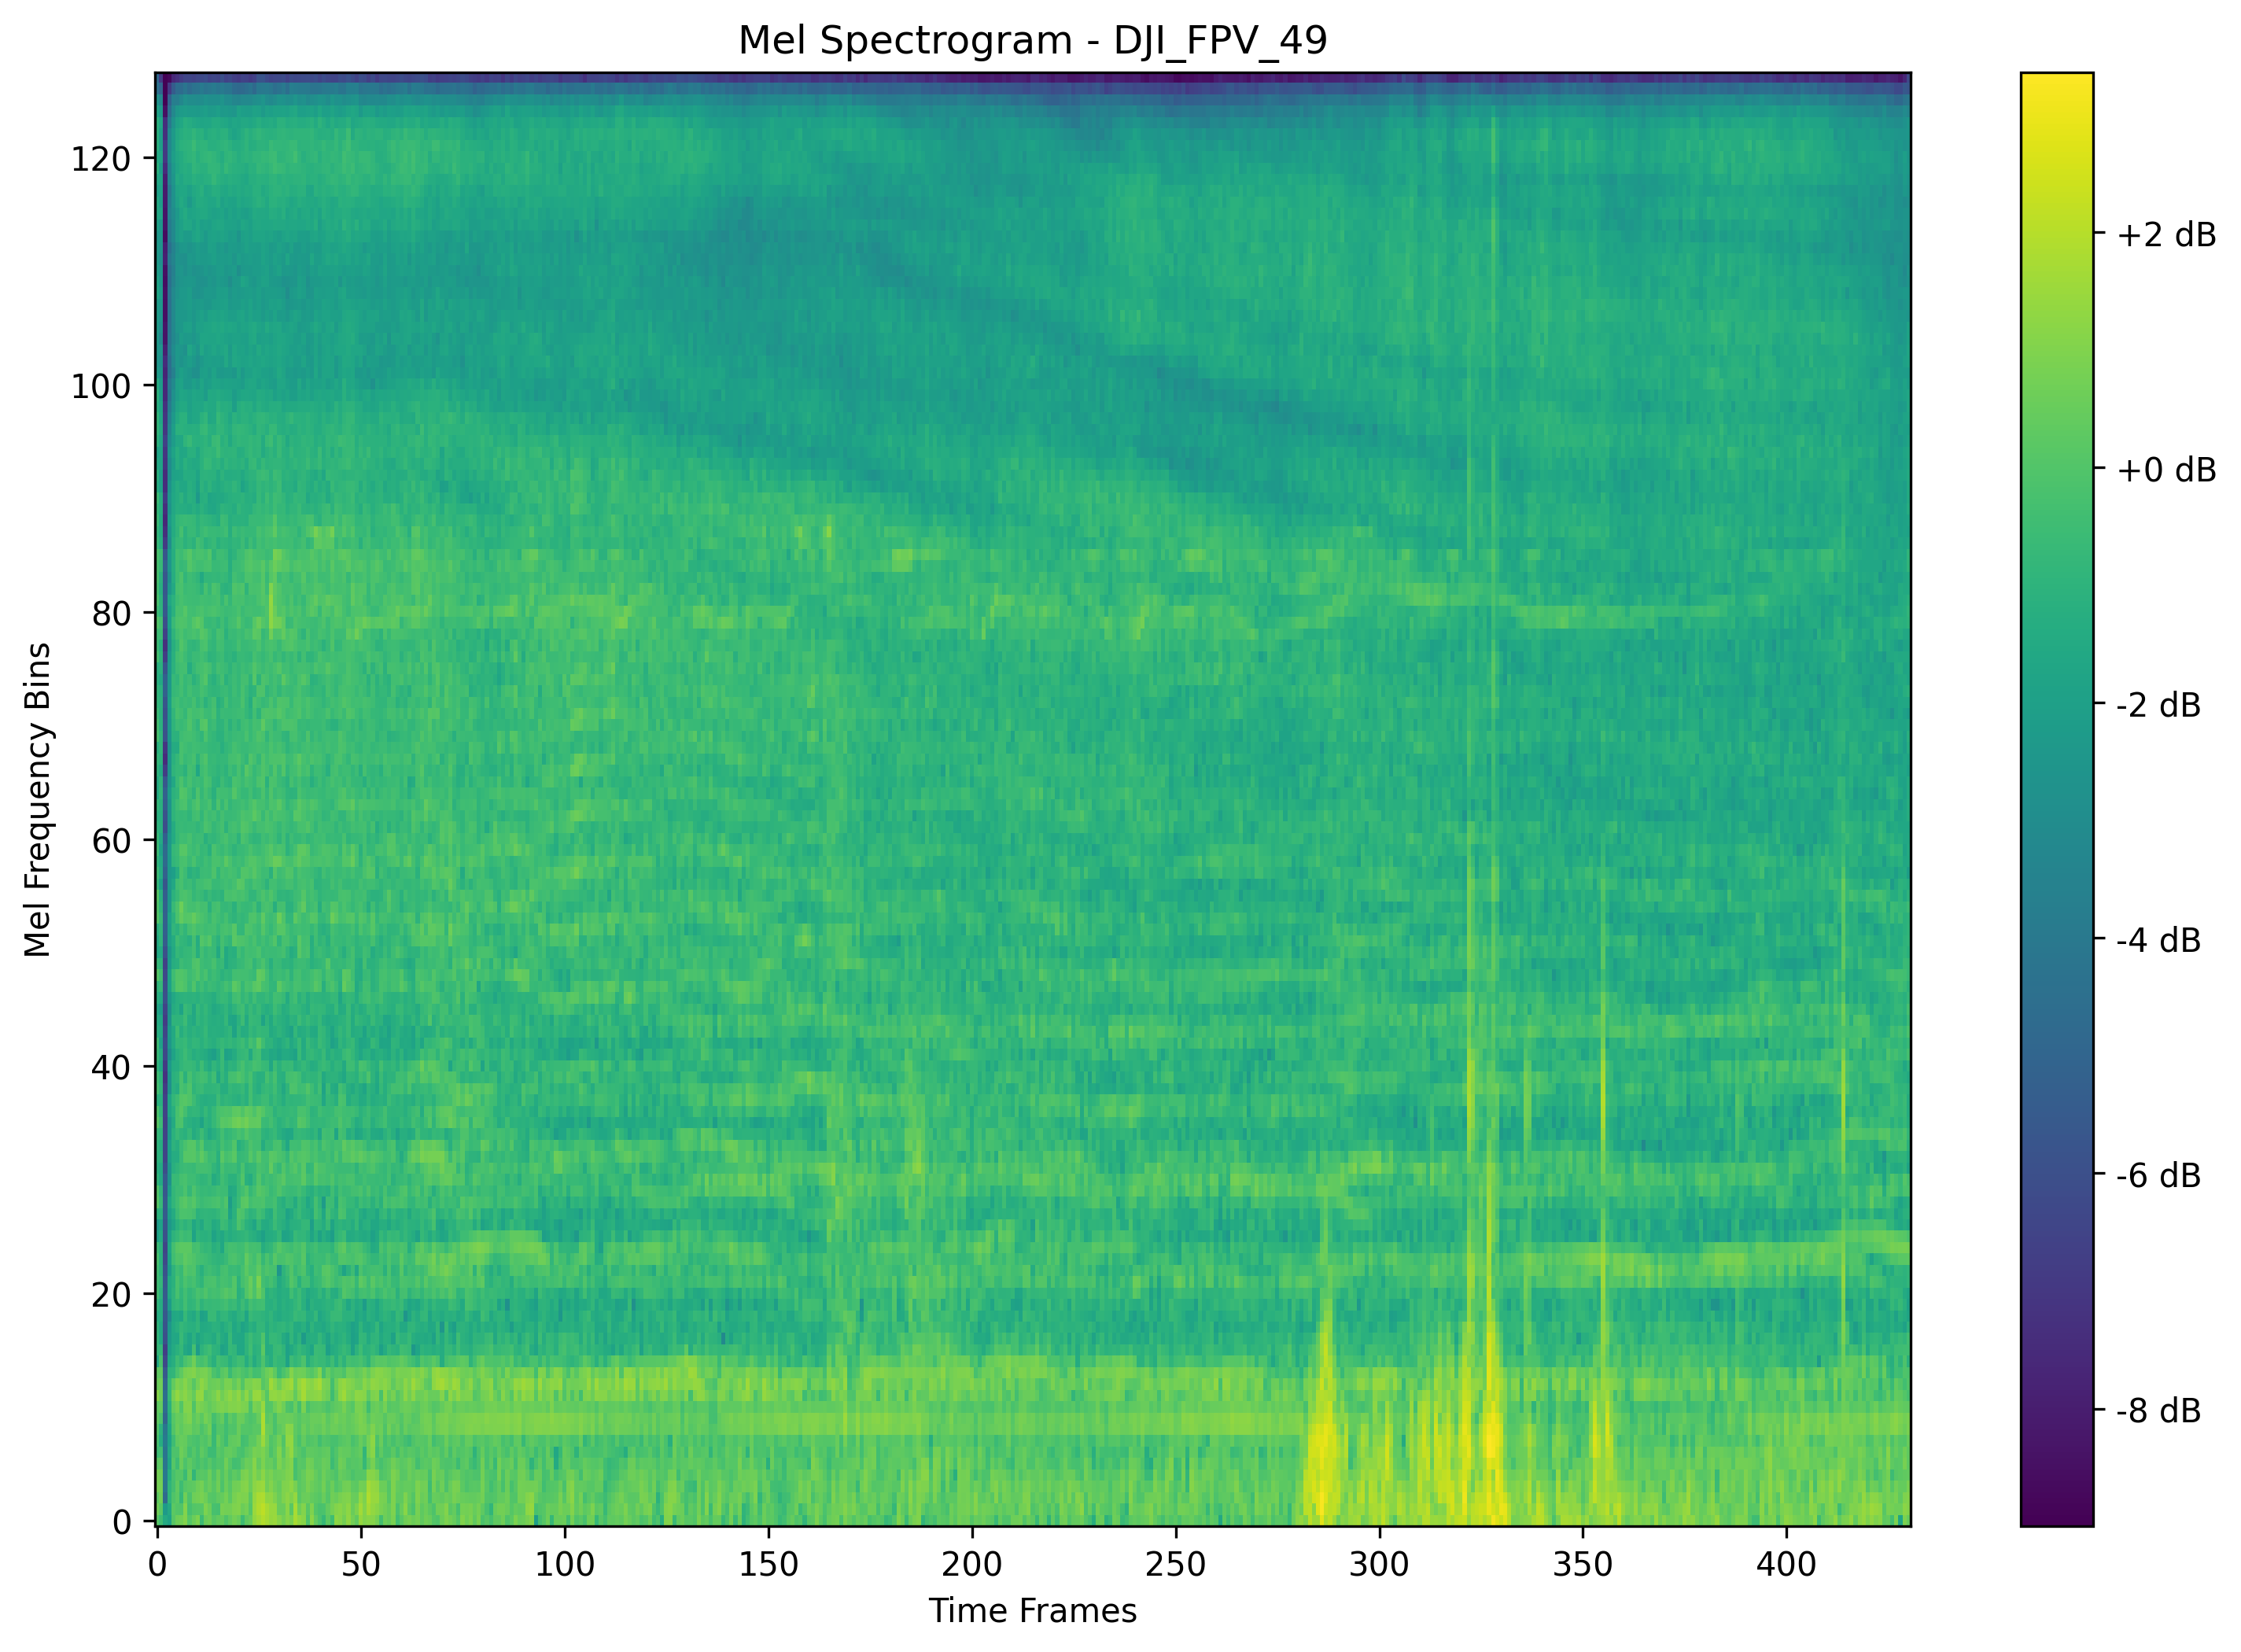 Mel Spectrogram - DJI_FPV_49
Mel Frequency Bins
120
100
80
60
40
20
0
0 50 100 150 200 250 300 350 400
Time Frames
+2 dB
+0 dB
-2 dB
-4 dB
-6 dB
-8 dB